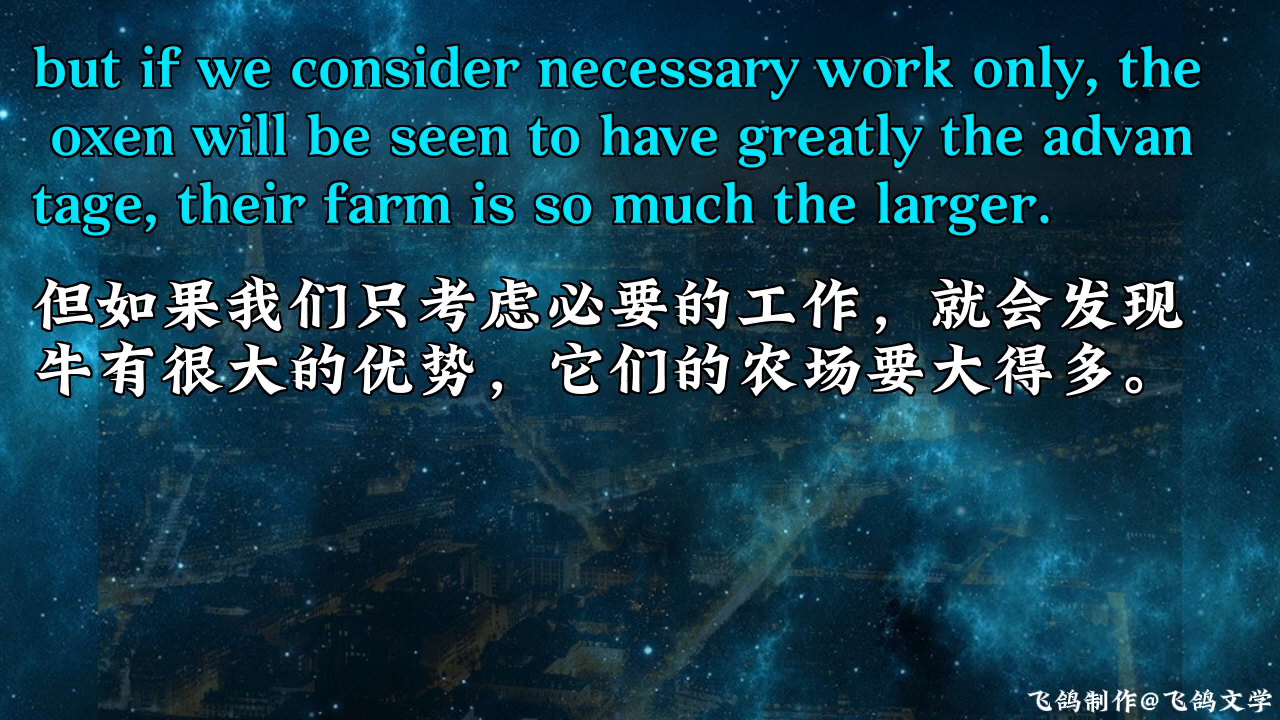 but if we consider necessary work only, the
oxen will be seen to have greatly the advan
tage, their farm is so much the larger.
但如果我们只考虑必要的工作，就会发现
牛有很大的优势，它们的农场要大得多。
飞鸽制作@飞鸽文学